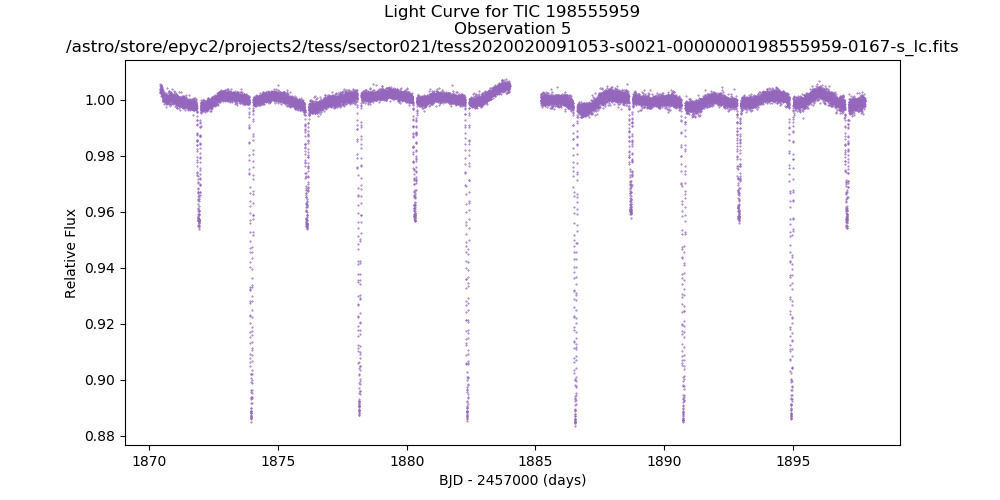 Light Curve for TIC 198555959
Observation 5
/astro/store/epyc2/projects2/tess/sector021/tess2020020091053-s0021-0000000198555959-0167-s_lc.fits
1.00
0.98
0.96
0.94
0.92
0.90
0.88
Relative Flux
1870 1875 1880 1885 1890 1895
BJD - 2457000 (days)